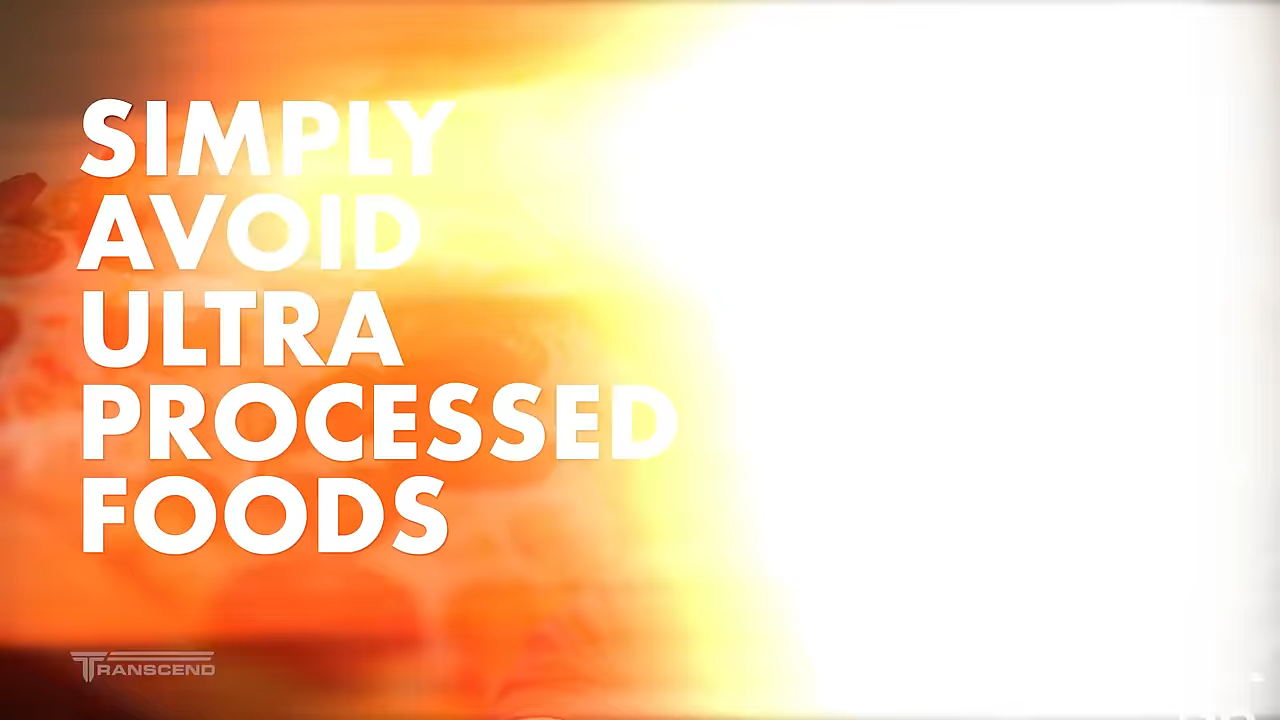 SIMPLY
AVOID
ULTRA
PROCESSED
FOODS
TRANSCEND